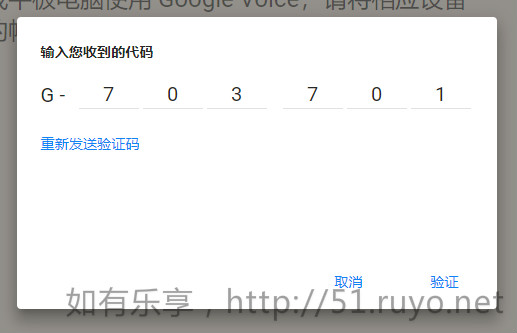 平板电脑使用 Google Voice，请将相应设备
的帐
输入您收到的代码
G - 7 0 3 7 0 1
重新发送验证码
取消 验证
如有乐享，http://51.ruyo.net